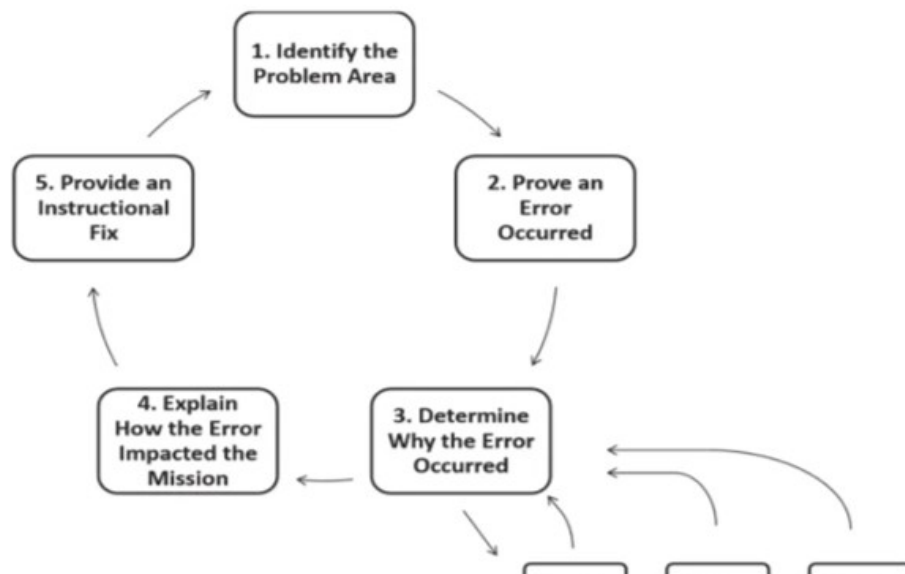 1. Identify the
Problem Area
2. Prove an
Error
Occurred
3. Determine
Why the Error
Occurred
4. Explain
How the Error
Impacted the
Mission
5. Provide an
Instructional
Fix